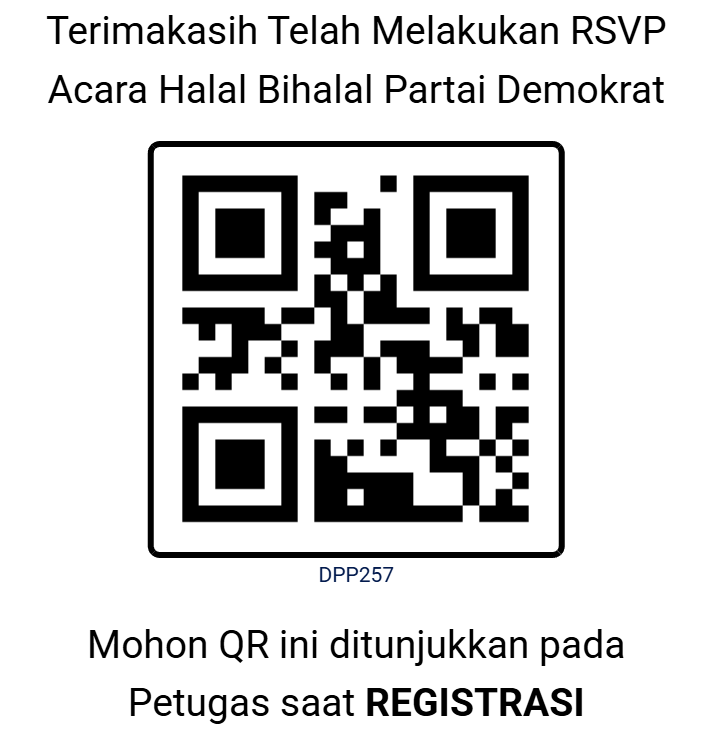 Terimakasih Telah Melakukan RSVP
Acara Halal Bihalal Partai Demokrat
DPP257
Mohon QR ini ditunjukkan pada
Petugas saat REGISTRASI